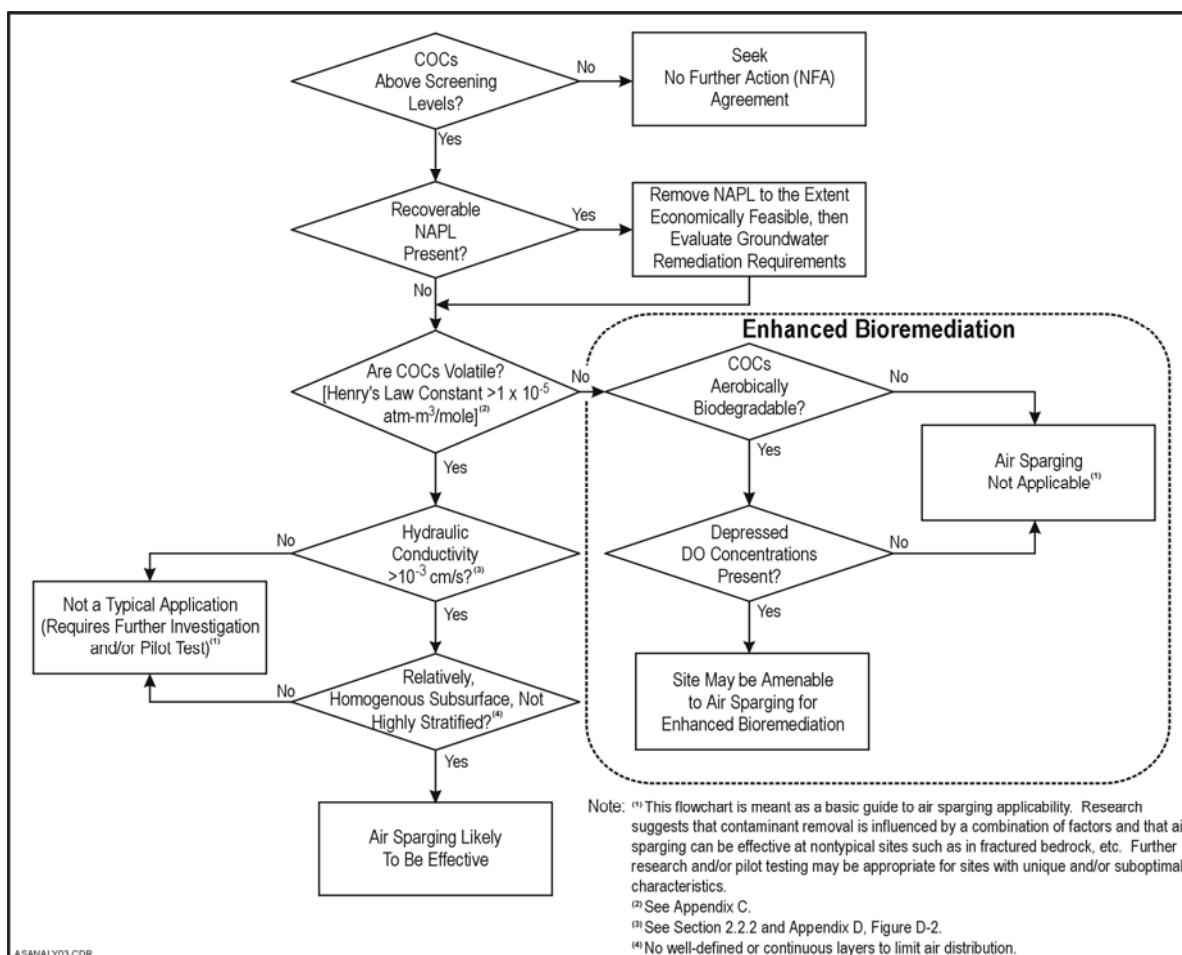 COCs
Above Screening
Levels?
No
Seek
No Further Action (NFA)
Agreement
Yes
Recoverable
NAPL
Present?
Yes
Remove NAPL to the Extent
Economically Feasible, then
Evaluate Groundwater
Remediation Requirements
No
Enhanced Bioremediation
Are COCs Volatile?
[Henry's Law Constant >1 x 10⁻⁵
atm-m³/mole]⁽²⁾
No
COCs
Aerobically
Biodegradable?
No
Yes
Yes
Air Sparging
Not Applicable⁽¹⁾
No
Hydraulic
Conductivity
>10⁻³ cm/s?⁽³⁾
Depressed
DO Concentrations
Present?
No
Not a Typical Application
(Requires Further Investigation
and/or Pilot Test)⁽¹⁾
Yes
Yes
No
Relatively,
Homogenous Subsurface, Not
Highly Stratified?⁽⁴⁾
Site May be Amenable
to Air Sparging for
Enhanced Bioremediation
Yes
Air Sparging Likely
To Be Effective
Note: ⁽¹⁾ This flowchart is meant as a basic guide to air sparging applicability. Research
suggests that contaminant removal is influenced by a combination of factors and that ai
sparging can be effective at nontypical sites such as in fractured bedrock, etc. Further
research and/or pilot testing may be appropriate for sites with unique and/or suboptimal
characteristics.
⁽²⁾ See Appendix C.
⁽³⁾ See Section 2.2.2 and Appendix D, Figure D-2.
⁽⁴⁾ No well-defined or continuous layers to limit air distribution.
ASANALY03.CDR